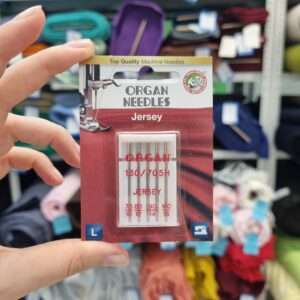 Top Quality Machine Needles
ORGAN
NEEDLES
Jersey
ORGAN
130/705H
JERSEY
L